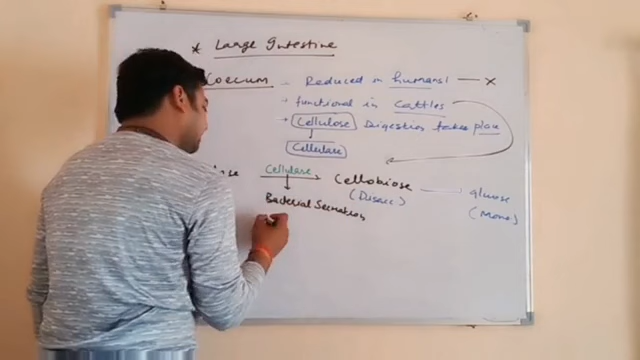 * Large Intestine
Coecum - Reduced in humans! — x
→ functional in Cattles
→ Cellulose Digestion takes place
↓
Cellulase
Cellulase
Cellobiose
glucose
(Disacc)
(Mono)
Bacterial Secretion